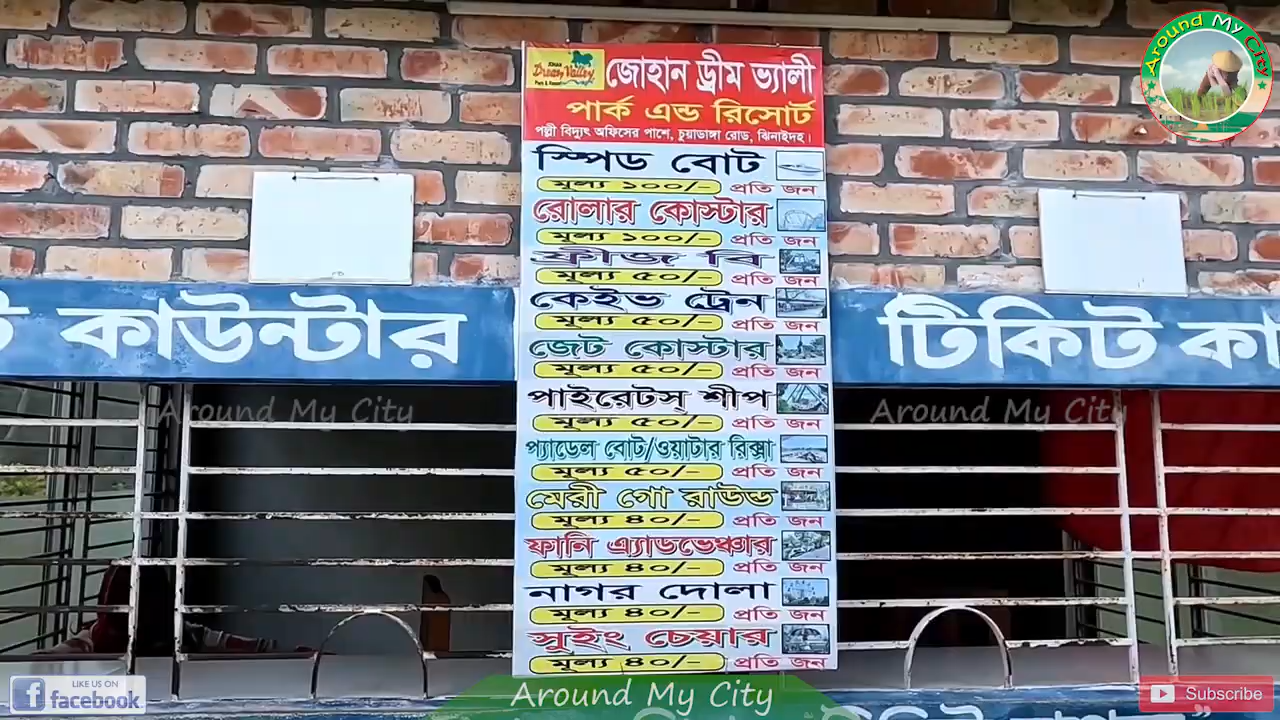 Around My City
JOHAN
Dream Valley
Park & Resort
জোহান ড্রীম ভ্যালী
পার্ক এন্ড রিসোর্ট
পল্লী বিদ্যুৎ অফিসের পাশে, চুয়াডাঙ্গা রোড, ঝিনাইদহ।
স্পিড বোট
মূল্য ১০০/- প্রতি জন
রোলার কোস্টার
মূল্য ১০০/- প্রতি জন
ফ্রীজ বি
মূল্য ৫০/- প্রতি জন
কেইভ ট্রেন
মূল্য ৫০/- প্রতি জন
জেট কোস্টার
মূল্য ৫০/- প্রতি জন
পাইরেটস্ শীপ
মূল্য ৫০/- প্রতি জন
প্যাডেল বোট/ওয়াটার রিক্সা
মূল্য ৫০/- প্রতি জন
মেরী গো রাউন্ড
মূল্য ৪০/- প্রতি জন
ফানি এ্যাডভেঞ্চার
মূল্য ৪০/- প্রতি জন
নাগর দোলা
মূল্য ৪০/- প্রতি জন
সুইং চেয়ার
মূল্য ৪০/- প্রতি জন
কাউন্টার
টিকিট কা
Around My City
Around My City
LIKE US ON
facebook
Around My City
Subscribe